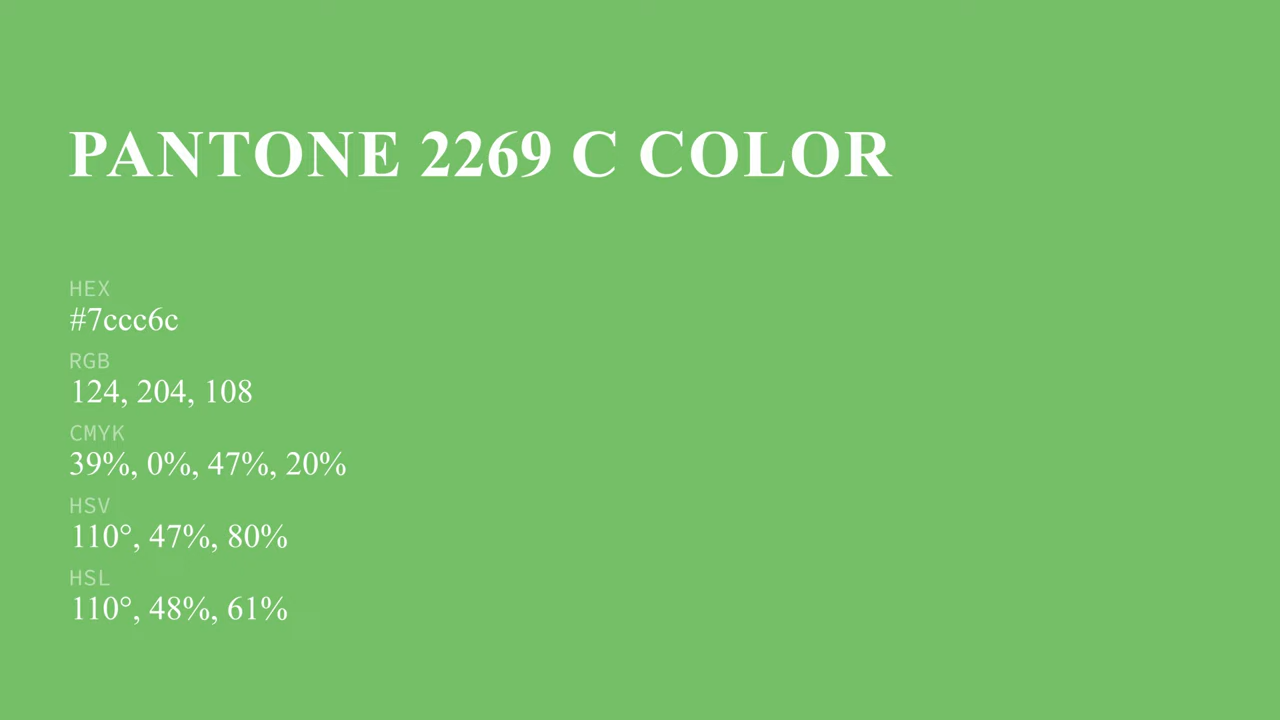 PANTONE 2269 C COLOR
HEX
#7ccc6c
RGB
124, 204, 108
CMYK
39%, 0%, 47%, 20%
HSV
110°, 47%, 80%
HSL
110°, 48%, 61%